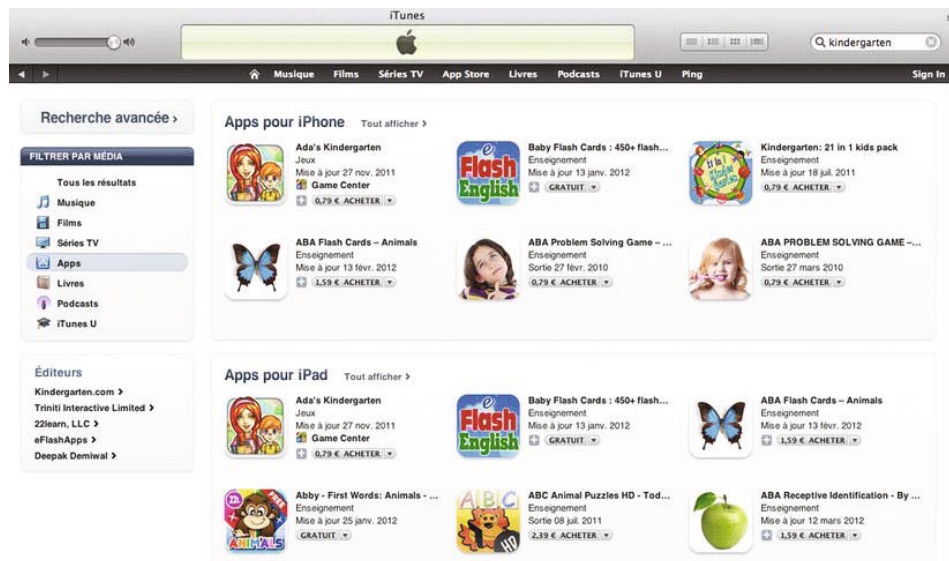 iTunes
kindergarten
Musique Films Séries TV App Store Livres Podcasts iTunes U Ping Sign In
Recherche avancée ›
FILTRER PAR MÉDIA
Tous les résultats
Musique
Films
Séries TV
Apps
Livres
Podcasts
iTunes U
Éditeurs
Kindergarten.com ›
Triniti Interactive Limited ›
22learn, LLC ›
eFlashApps ›
Deepak Demiwal ›
Apps pour iPhone Tout afficher ›
Ada's Kindergarten
Jeux
Mise à jour 27 nov. 2011
Game Center
0,79 € ACHETER
e
Flash
English
Baby Flash Cards : 450+ flash...
Enseignement
Mise à jour 13 janv. 2012
GRATUIT
21 in 1
Kinder
Garten
Kindergarten: 21 in 1 kids pack
Enseignement
Mise à jour 18 juil. 2011
0,79 € ACHETER
ABA Flash Cards – Animals
Enseignement
Mise à jour 13 févr. 2012
1,59 € ACHETER
ABA Problem Solving Game – ...
Enseignement
Sortie 27 févr. 2010
0,79 € ACHETER
ABA PROBLEM SOLVING GAME –...
Enseignement
Sortie 27 mars 2010
0,79 € ACHETER
Apps pour iPad Tout afficher ›
Ada's Kindergarten
Jeux
Mise à jour 27 nov. 2011
Game Center
0,79 € ACHETER
e
Flash
English
Baby Flash Cards : 450+ flash...
Enseignement
Mise à jour 13 janv. 2012
GRATUIT
ABA Flash Cards – Animals
Enseignement
Mise à jour 13 févr. 2012
1,59 € ACHETER
22L
FREE
ANIMALS
Abby - First Words: Animals - ...
Enseignement
Mise à jour 25 janv. 2012
GRATUIT
ABC
HD
ABC Animal Puzzles HD - Tod...
Enseignement
Sortie 08 juil. 2011
2,39 € ACHETER
ABA Receptive Identification - By ...
Enseignement
Mise à jour 12 mars 2012
1,59 € ACHETER